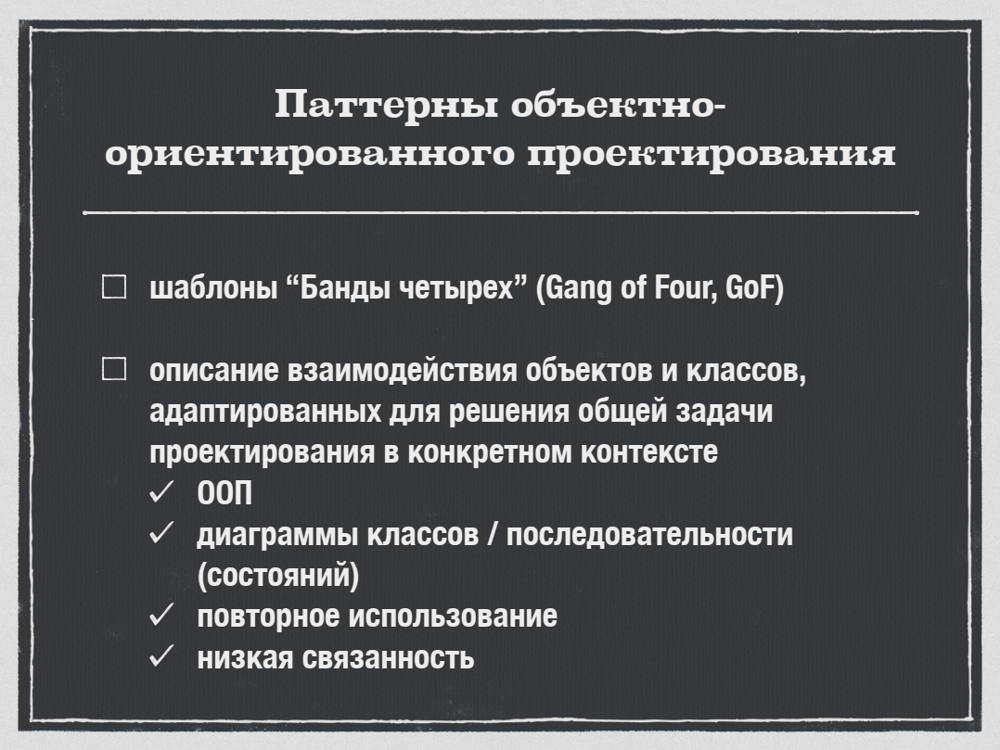 Паттерны объектно-
ориентированного проектирования
шаблоны “Банды четырех” (Gang of Four, GoF)
описание взаимодействия объектов и классов,
адаптированных для решения общей задачи
проектирования в конкретном контексте
ООП
диаграммы классов / последовательности
(состояний)
повторное использование
низкая связанность